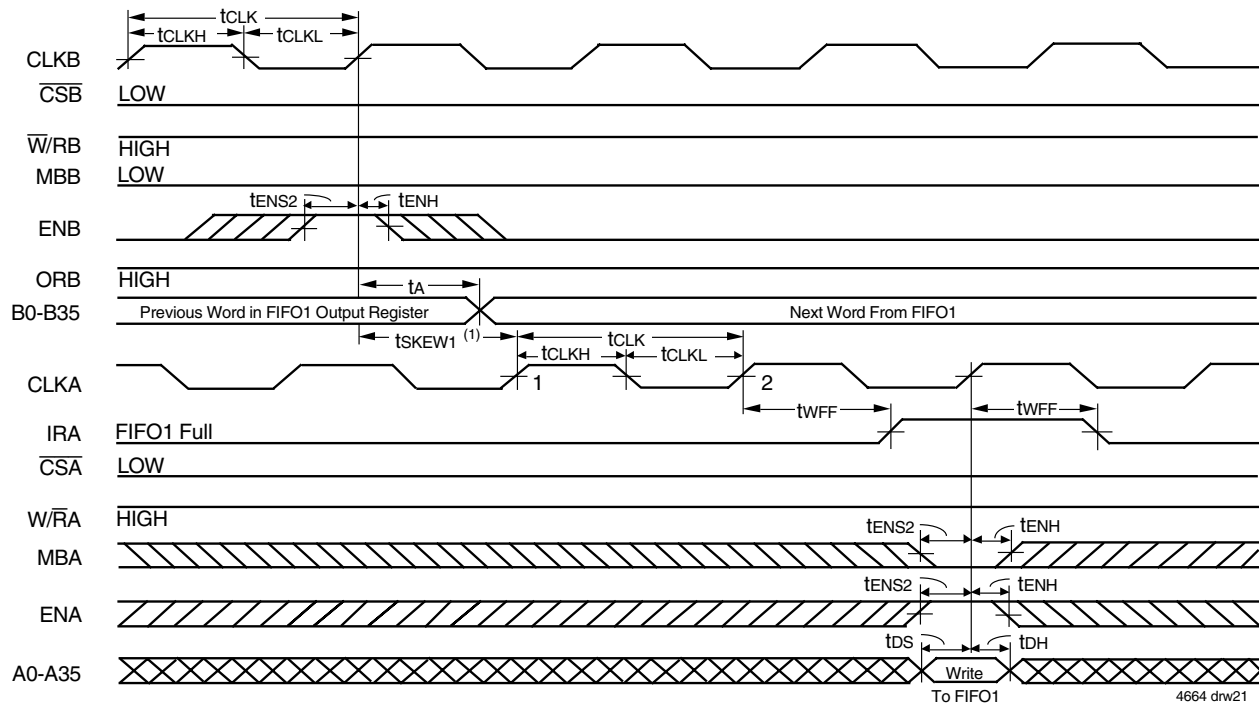 tCLK
tCLKH tCLKL
CLKB
CSB LOW
W/RB HIGH
MBB LOW
tENS2 tENH
ENB
ORB HIGH
tA
B0-B35 Previous Word in FIFO1 Output Register Next Word From FIFO1
tSKEW1 (1) tCLK
tCLKH tCLKL
CLKA 1 2
tWFF tWFF
IRA FIFO1 Full
CSA LOW
W/RA HIGH
tENS2 tENH
MBA
tENS2 tENH
ENA
tDS tDH
A0-A35 Write
To FIFO1
4664 drw21